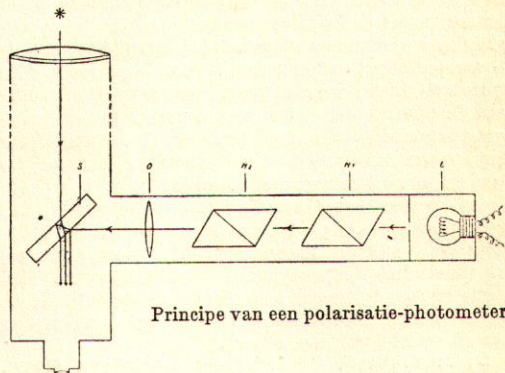 S O N₂ N₁ L
Principe van een polarisatie-photometer